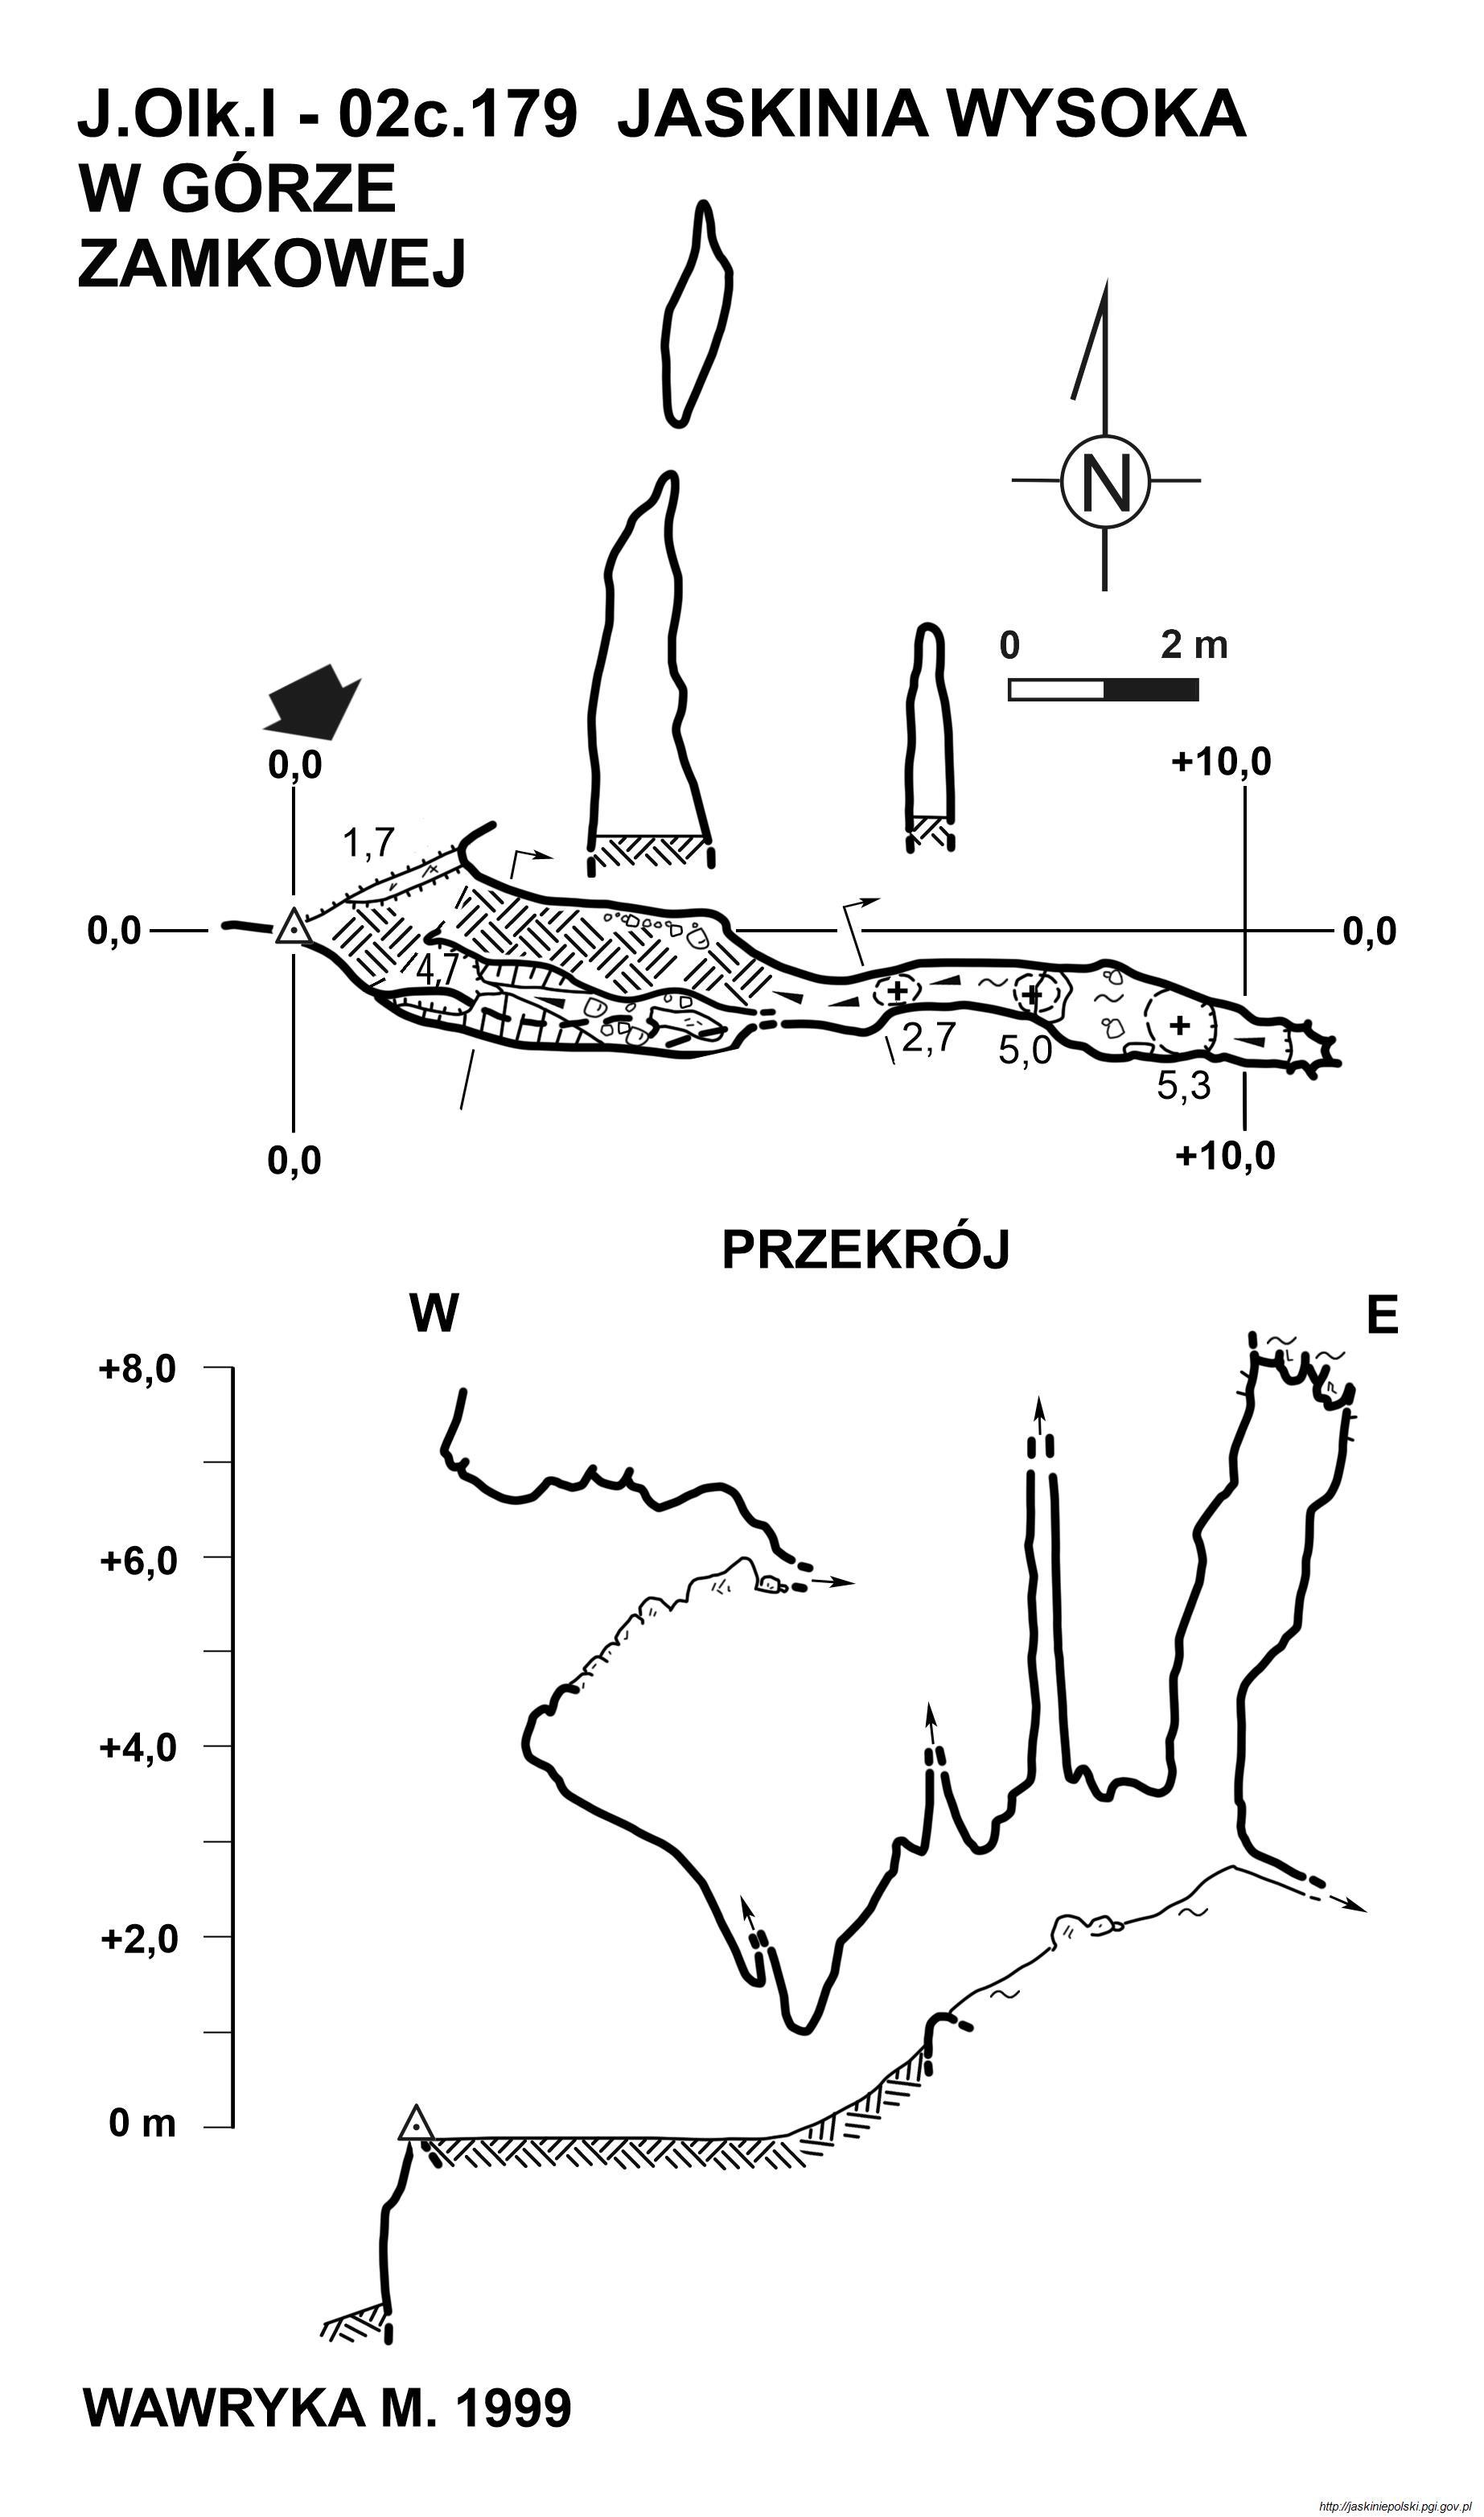 J.Olk.I - 02c.179 JASKINIA WYSOKA
W GÓRZE
ZAMKOWEJ
N
0 2 m
0,0
+10,0
1,7
0,0
0,0
4,7
2,7
5,0
5,3
0,0
+10,0
PRZEKRÓJ
W
E
+8,0
+6,0
+4,0
+2,0
0 m
WAWRYKA M. 1999
http://jaskiniepolski.pgi.gov.pl